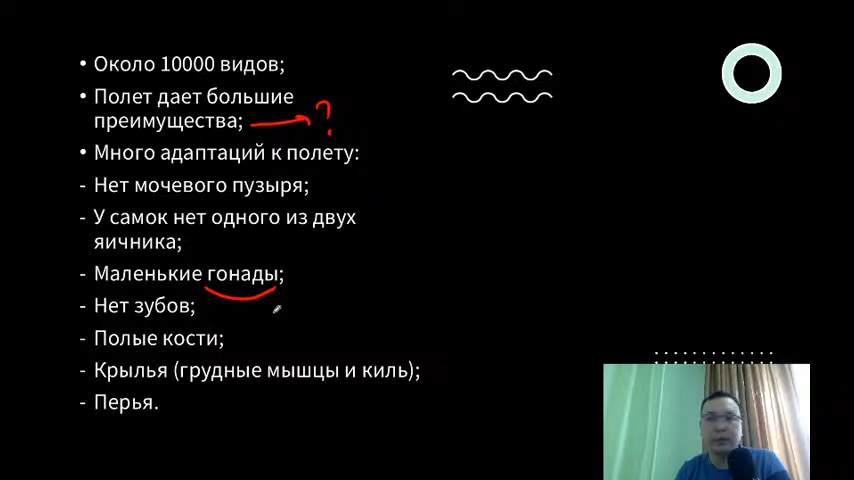 • Около 10000 видов;
• Полет дает большие
преимущества; → ?
• Много адаптаций к полету:
- Нет мочевого пузыря;
- У самок нет одного из двух
яичника;
- Маленькие гонады;
- Нет зубов;
- Полые кости;
- Крылья (грудные мышцы и киль);
- Перья.